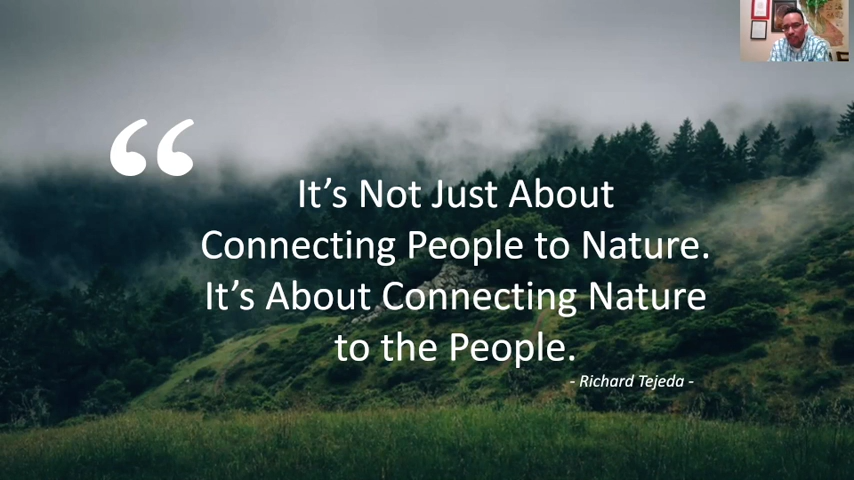 “
It’s Not Just About
Connecting People to Nature.
It’s About Connecting Nature
to the People.
- Richard Tejeda -